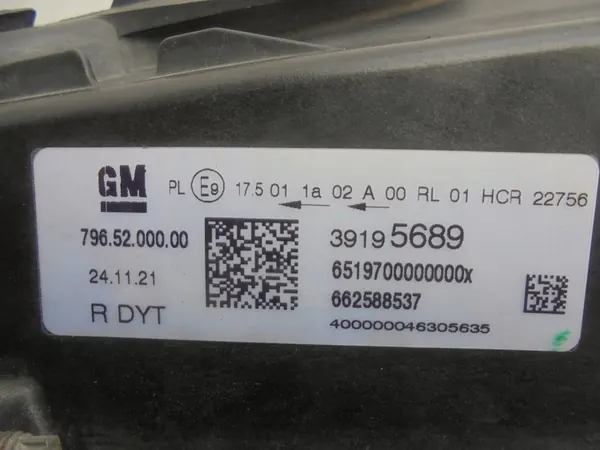 GM
PL E9 17.5 01 1a 02 A 00 RL 01 HCR 22756
796.52.000.00
39195689
24.11.21
6519700000000x
662588537
R DYT
400000046305635